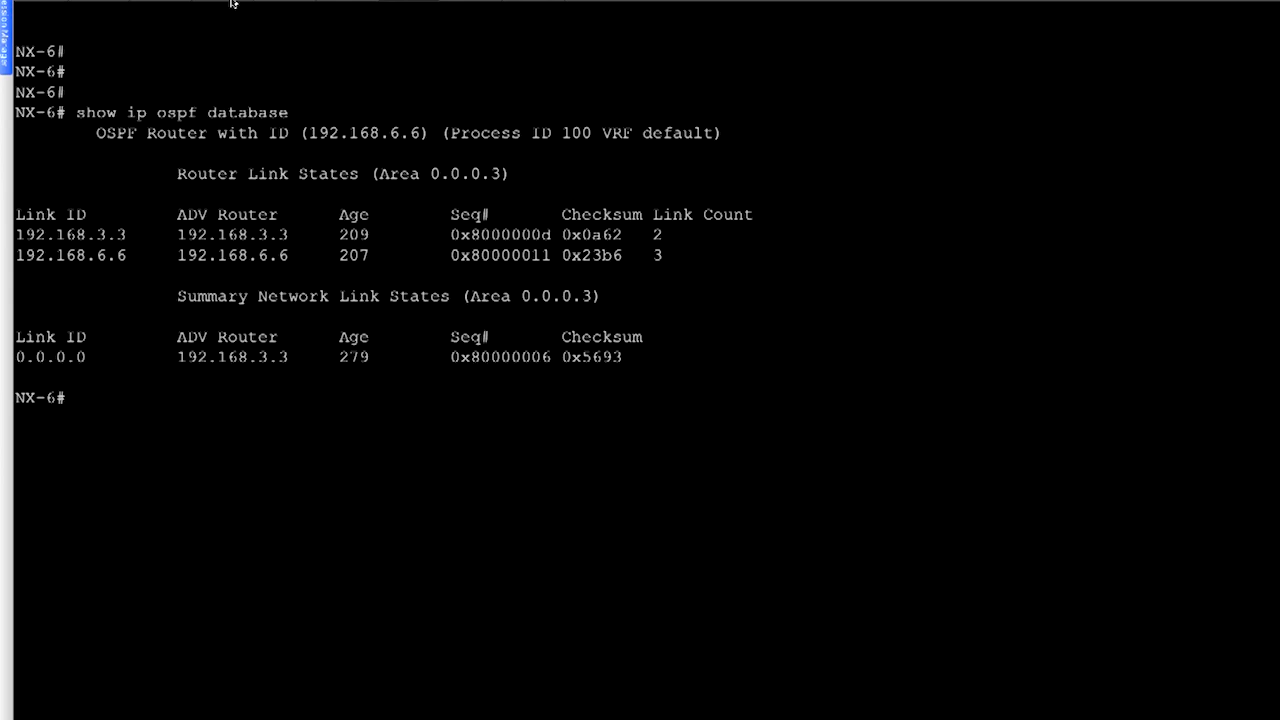 NX-6#
NX-6#
NX-6#
NX-6# show ip ospf database
OSPF Router with ID (192.168.6.6) (Process ID 100 VRF default)
Router Link States (Area 0.0.0.3)
Link ID ADV Router Age Seq# Checksum Link Count
192.168.3.3 192.168.3.3 209 0x8000000d 0x0a62 2
192.168.6.6 192.168.6.6 207 0x80000011 0x23b6 3
Summary Network Link States (Area 0.0.0.3)
Link ID ADV Router Age Seq# Checksum
0.0.0.0 192.168.3.3 279 0x80000006 0x5693
NX-6#